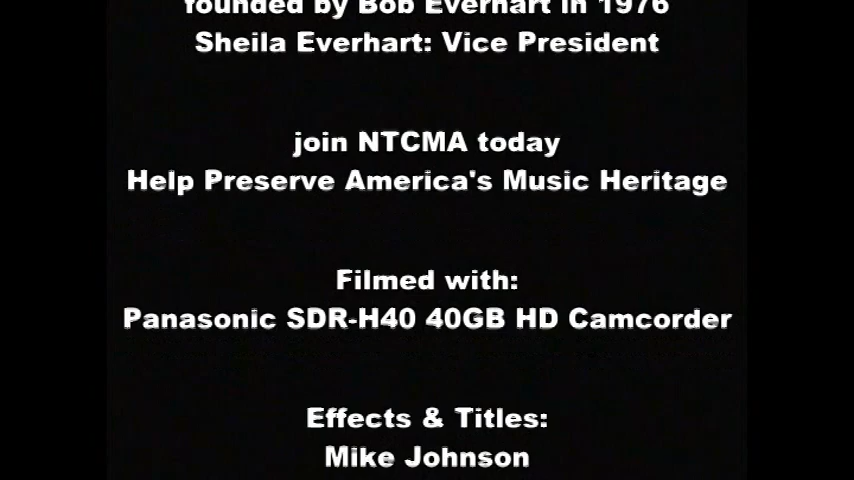 founded by Bob Everhart in 1976
Sheila Everhart: Vice President
join NTCMA today
Help Preserve America's Music Heritage
Filmed with:
Panasonic SDR-H40 40GB HD Camcorder
Effects & Titles:
Mike Johnson